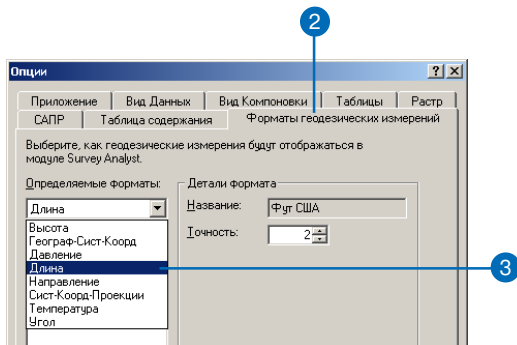 2
Опции
Приложение Вид Данных Вид Компоновки Таблицы Растр
САПР Таблица содержания Форматы геодезических измерений
Выберите, как геодезические измерения будут отображаться в
модуле Survey Analyst.
Определяемые форматы:
Детали формата
Длина
Название: Фут США
Точность: 2
Высота
Географ-Сист-Коорд
Давление
Длина
3
Направление
Сист-Коорд-Проекции
Температура
Угол